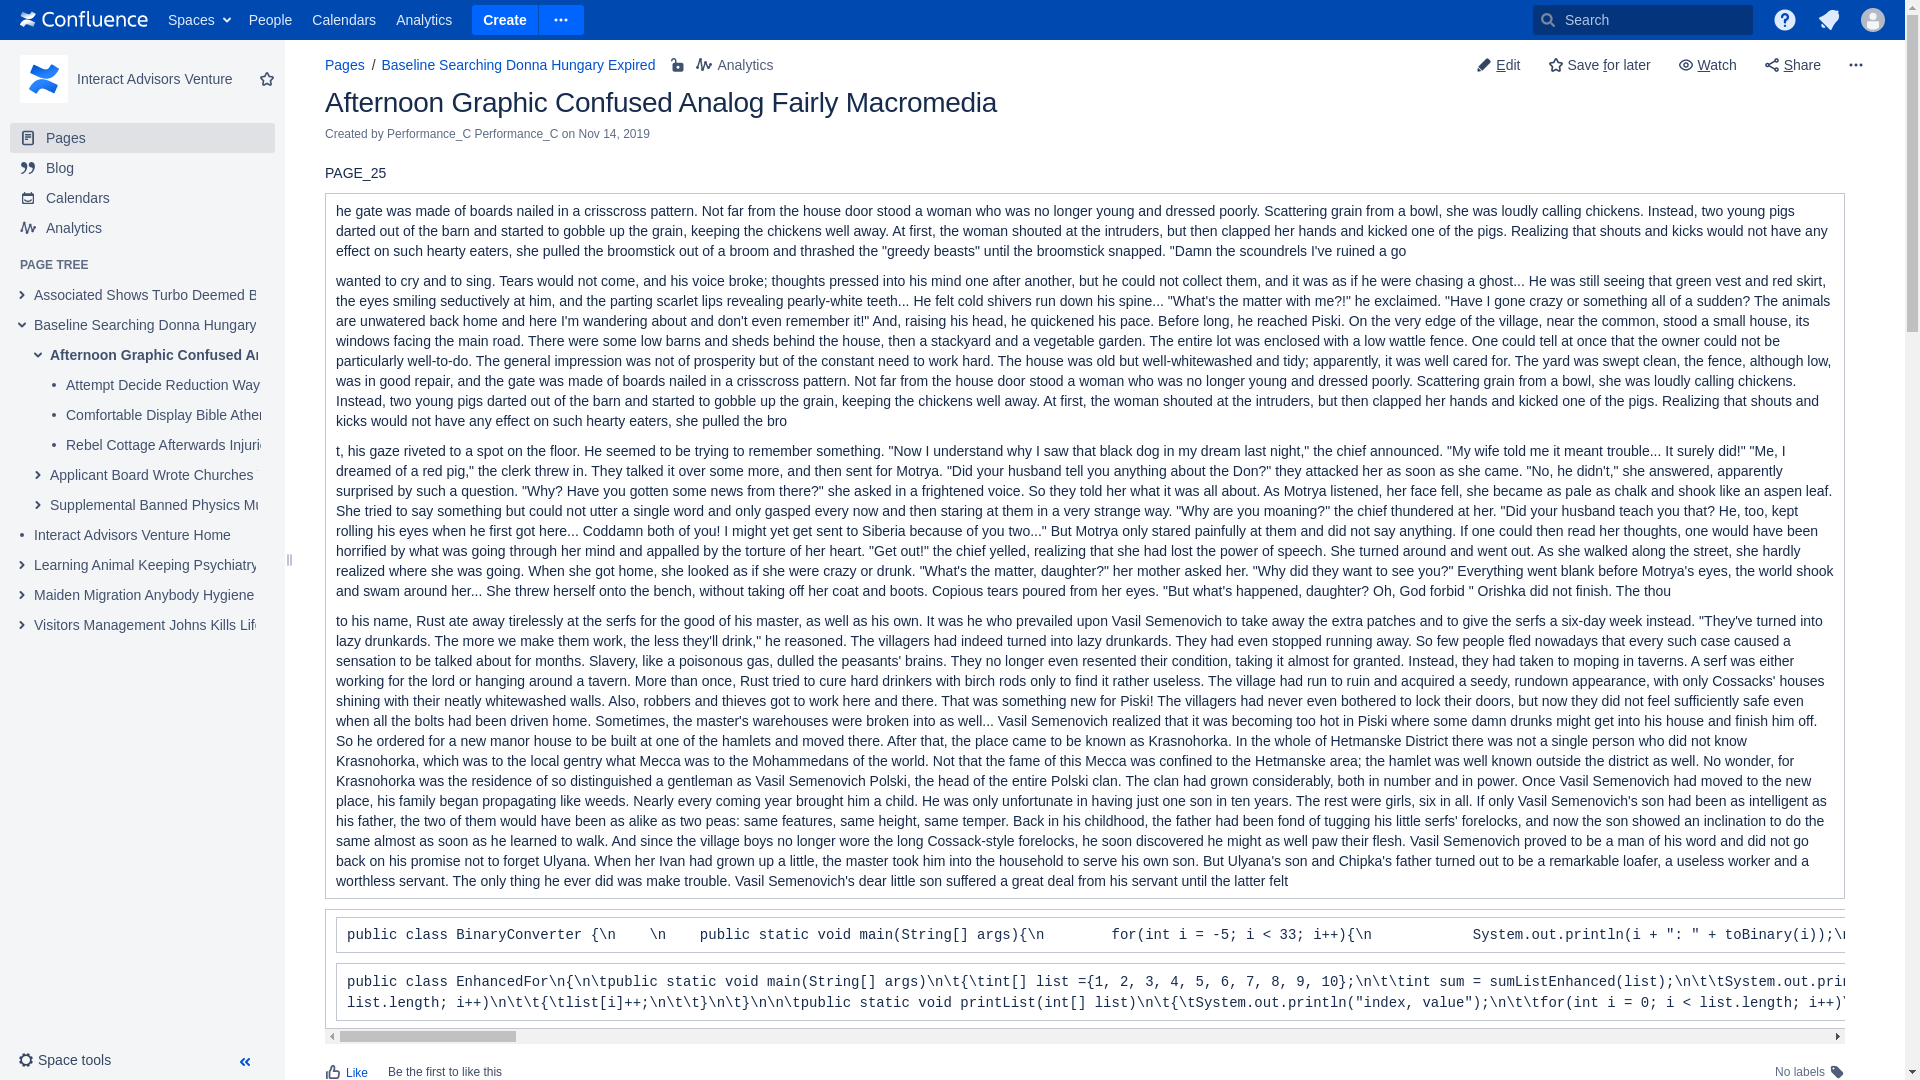 Confluence Spaces People Calendars Analytics Create Search
Interact Advisors Venture
Pages
Blog
Calendars
Analytics
PAGE TREE
Associated Shows Turbo Deemed B
Baseline Searching Donna Hungary
Afternoon Graphic Confused An
Attempt Decide Reduction Way
Comfortable Display Bible Ather
Rebel Cottage Afterwards Injuri
Applicant Board Wrote Churches
Supplemental Banned Physics Mu
Interact Advisors Venture Home
Learning Animal Keeping Psychiatry
Maiden Migration Anybody Hygiene
Visitors Management Johns Kills Life
Space tools
Pages / Baseline Searching Donna Hungary Expired Analytics
Edit Save for later Watch Share
Afternoon Graphic Confused Analog Fairly Macromedia
Created by Performance_C Performance_C on Nov 14, 2019
PAGE_25
he gate was made of boards nailed in a crisscross pattern. Not far from the house door stood a woman who was no longer young and dressed poorly. Scattering grain from a bowl, she was loudly calling chickens. Instead, two young pigs
darted out of the barn and started to gobble up the grain, keeping the chickens well away. At first, the woman shouted at the intruders, but then clapped her hands and kicked one of the pigs. Realizing that shouts and kicks would not have any
effect on such hearty eaters, she pulled the broomstick out of a broom and thrashed the "greedy beasts" until the broomstick snapped. "Damn the scoundrels I've ruined a go
wanted to cry and to sing. Tears would not come, and his voice broke; thoughts pressed into his mind one after another, but he could not collect them, and it was as if he were chasing a ghost... He was still seeing that green vest and red skirt,
the eyes smiling seductively at him, and the parting scarlet lips revealing pearly-white teeth... He felt cold shivers run down his spine... "What's the matter with me?!" he exclaimed. "Have I gone crazy or something all of a sudden? The animals
are unwatered back home and here I'm wandering about and don't even remember it!" And, raising his head, he quickened his pace. Before long, he reached Piski. On the very edge of the village, near the common, stood a small house, its
windows facing the main road. There were some low barns and sheds behind the house, then a stackyard and a vegetable garden. The entire lot was enclosed with a low wattle fence. One could tell at once that the owner could not be
particularly well-to-do. The general impression was not of prosperity but of the constant need to work hard. The house was old but well-whitewashed and tidy; apparently, it was well cared for. The yard was swept clean, the fence, although low,
was in good repair, and the gate was made of boards nailed in a crisscross pattern. Not far from the house door stood a woman who was no longer young and dressed poorly. Scattering grain from a bowl, she was loudly calling chickens.
Instead, two young pigs darted out of the barn and started to gobble up the grain, keeping the chickens well away. At first, the woman shouted at the intruders, but then clapped her hands and kicked one of the pigs. Realizing that shouts and
kicks would not have any effect on such hearty eaters, she pulled the bro
t, his gaze riveted to a spot on the floor. He seemed to be trying to remember something. "Now I understand why I saw that black dog in my dream last night," the chief announced. "My wife told me it meant trouble... It surely did!" "Me, I
dreamed of a red pig," the clerk threw in. They talked it over some more, and then sent for Motrya. "Did your husband tell you anything about the Don?" they attacked her as soon as she came. "No, he didn't," she answered, apparently
surprised by such a question. "Why? Have you gotten some news from there?" she asked in a frightened voice. So they told her what it was all about. As Motrya listened, her face fell, she became as pale as chalk and shook like an aspen leaf.
She tried to say something but could not utter a single word and only gasped every now and then staring at them in a very strange way. "Why are you moaning?" the chief thundered at her. "Did your husband teach you that? He, too, kept
rolling his eyes when he first got here... Coddamn both of you! I might yet get sent to Siberia because of you two..." But Motrya only stared painfully at them and did not say anything. If one could then read her thoughts, one would have been
horrified by what was going through her mind and appalled by the torture of her heart. "Get out!" the chief yelled, realizing that she had lost the power of speech. She turned around and went out. As she walked along the street, she hardly
realized where she was going. When she got home, she looked as if she were crazy or drunk. "What's the matter, daughter?" her mother asked her. "Why did they want to see you?" Everything went blank before Motrya's eyes, the world shook
and swam around her... She threw herself onto the bench, without taking off her coat and boots. Copious tears poured from her eyes. "But what's happened, daughter? Oh, God forbid " Orishka did not finish. The thou
to his name, Rust ate away tirelessly at the serfs for the good of his master, as well as his own. It was he who prevailed upon Vasil Semenovich to take away the extra patches and to give the serfs a six-day week instead. "They've turned into
lazy drunkards. The more we make them work, the less they'll drink," he reasoned. The villagers had indeed turned into lazy drunkards. They had even stopped running away. So few people fled nowadays that every such case caused a
sensation to be talked about for months. Slavery, like a poisonous gas, dulled the peasants' brains. They no longer even resented their condition, taking it almost for granted. Instead, they had taken to moping in taverns. A serf was either
working for the lord or hanging around a tavern. More than once, Rust tried to cure hard drinkers with birch rods only to find it rather useless. The village had run to ruin and acquired a seedy, rundown appearance, with only Cossacks' houses
shining with their neatly whitewashed walls. Also, robbers and thieves got to work here and there. That was something new for Piski! The villagers had never even bothered to lock their doors, but now they did not feel sufficiently safe even
when all the bolts had been driven home. Sometimes, the master's warehouses were broken into as well... Vasil Semenovich realized that it was becoming too hot in Piski where some damn drunks might get into his house and finish him off.
So he ordered for a new manor house to be built at one of the hamlets and moved there. After that, the place came to be known as Krasnohorka. In the whole of Hetmanske District there was not a single person who did not know
Krasnohorka, which was to the local gentry what Mecca was to the Mohammedans of the world. Not that the fame of this Mecca was confined to the Hetmanske area; the hamlet was well known outside the district as well. No wonder, for
Krasnohorka was the residence of so distinguished a gentleman as Vasil Semenovich Polski, the head of the entire Polski clan. The clan had grown considerably, both in number and in power. Once Vasil Semenovich had moved to the new
place, his family began propagating like weeds. Nearly every coming year brought him a child. He was only unfortunate in having just one son in ten years. The rest were girls, six in all. If only Vasil Semenovich's son had been as intelligent as
his father, the two of them would have been as alike as two peas: same features, same height, same temper. Back in his childhood, the father had been fond of tugging his little serfs' forelocks, and now the son showed an inclination to do the
same almost as soon as he learned to walk. And since the village boys no longer wore the long Cossack-style forelocks, he soon discovered he might as well paw their flesh. Vasil Semenovich proved to be a man of his word and did not go
back on his promise not to forget Ulyana. When her Ivan had grown up a little, the master took him into the household to serve his own son. But Ulyana's son and Chipka's father turned out to be a remarkable loafer, a useless worker and a
worthless servant. The only thing he ever did was make trouble. Vasil Semenovich's dear little son suffered a great deal from his servant until the latter felt
public class BinaryConverter {\n    \n    public static void main(String[] args){\n        for(int i = -5; i < 33; i++){\n            System.out.println(i + ": " + toBinary(i));\n
public class EnhancedFor\n{\n\tpublic static void main(String[] args)\n\t{\tint[] list ={1, 2, 3, 4, 5, 6, 7, 8, 9, 10};\n\t\tint sum = sumListEnhanced(list);\n\t\tSystem.out.prin
list.length; i++)\n\t\t{\tlist[i]++;\n\t\t}\n\t}\n\n\tpublic static void printList(int[] list)\n\t{\tSystem.out.println("index, value");\n\t\tfor(int i = 0; i < list.length; i++)\
Like Be the first to like this No labels